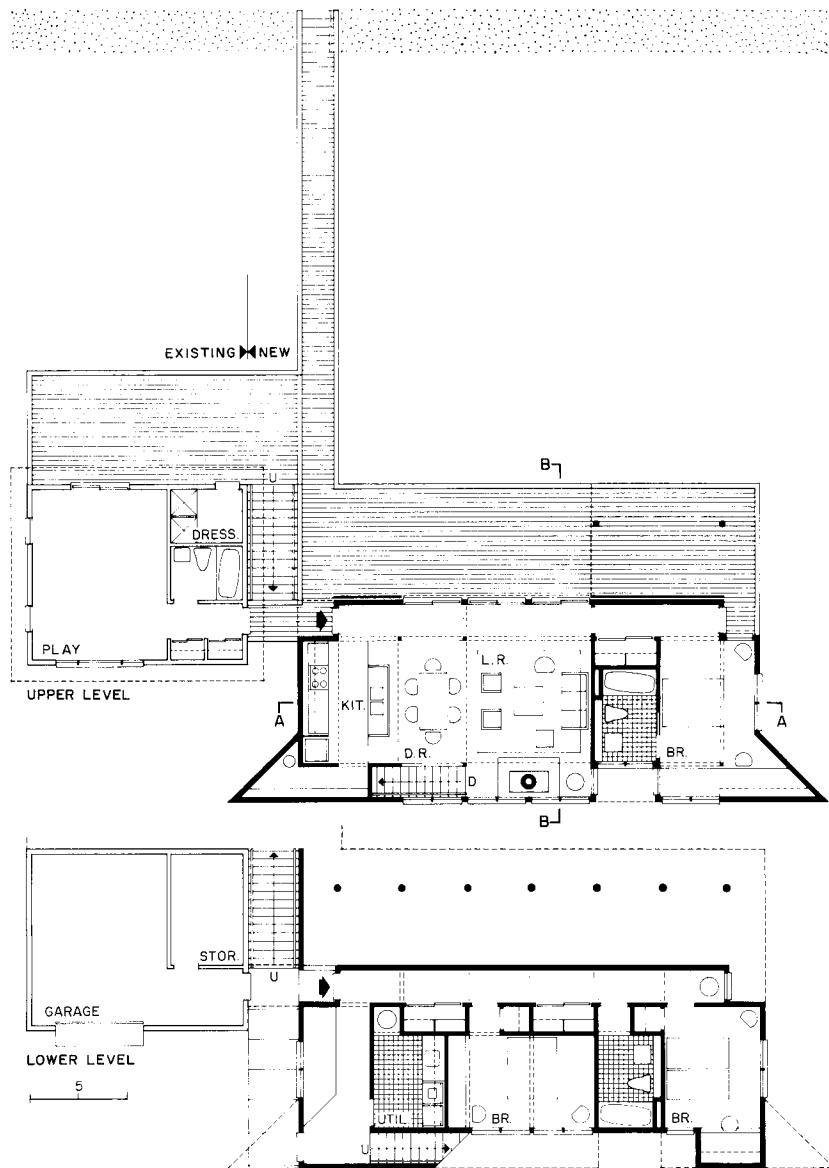 EXISTING NEW
B
U
DRESS.
PLAY
UPPER LEVEL
L.R.
KIT.
A
A
D.R.
BR.
D
B
STOR.
U
GARAGE
LOWER LEVEL
5
UTIL.
BR.
BR.
U